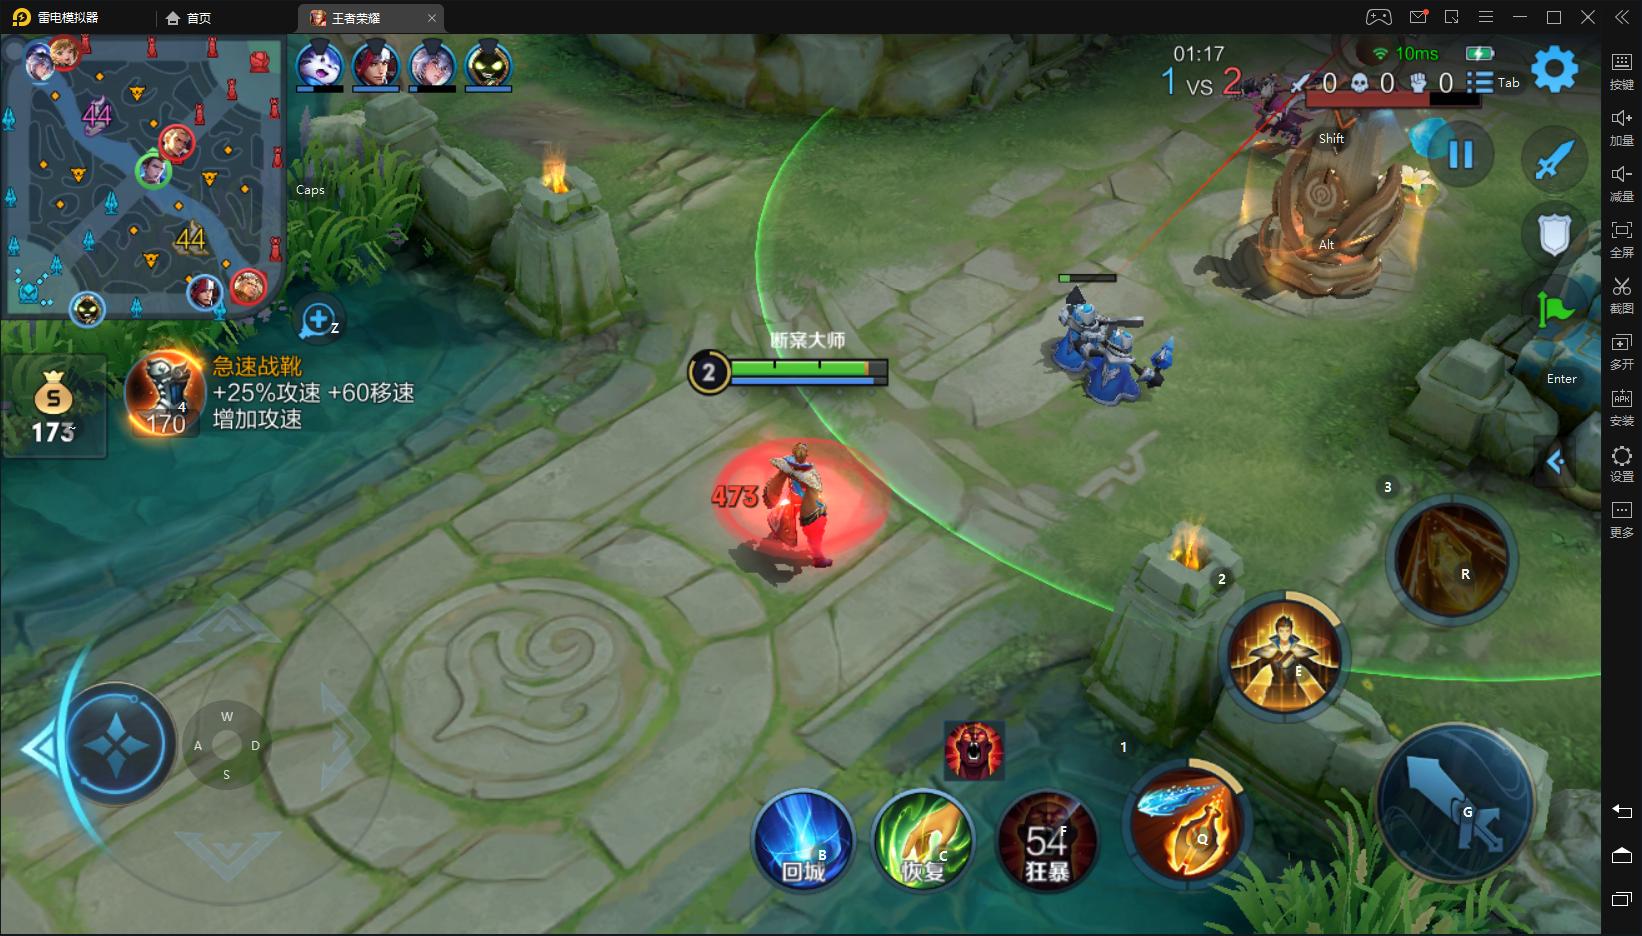 雷电模拟器
首页
王者荣耀
01:17
10ms
1 vs 2
0
0
0
Tab
44
44
Caps
Shift
Alt
Z
按键
加量
减量
全屏
截图
多开
安装
设置
更多
APK
Enter
急速战靴
+25%攻速 +60移速
增加攻速
4
170
S
173
断案大师
2
473
3
R
2
E
1
Q
G
W
A
D
S
B
回城
C
恢复
54
F
狂暴